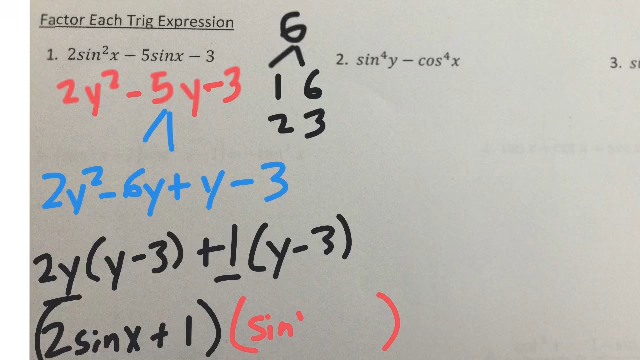 Factor Each Trig Expression
1. 2sin²x − 5sinx − 3
2. sin⁴y − cos⁴x
3.
6
1 6
2 3
2y² - 5y - 3
2y² - 6y + y - 3
2y(y-3) + 1(y-3)
(2sinx + 1)(sin )